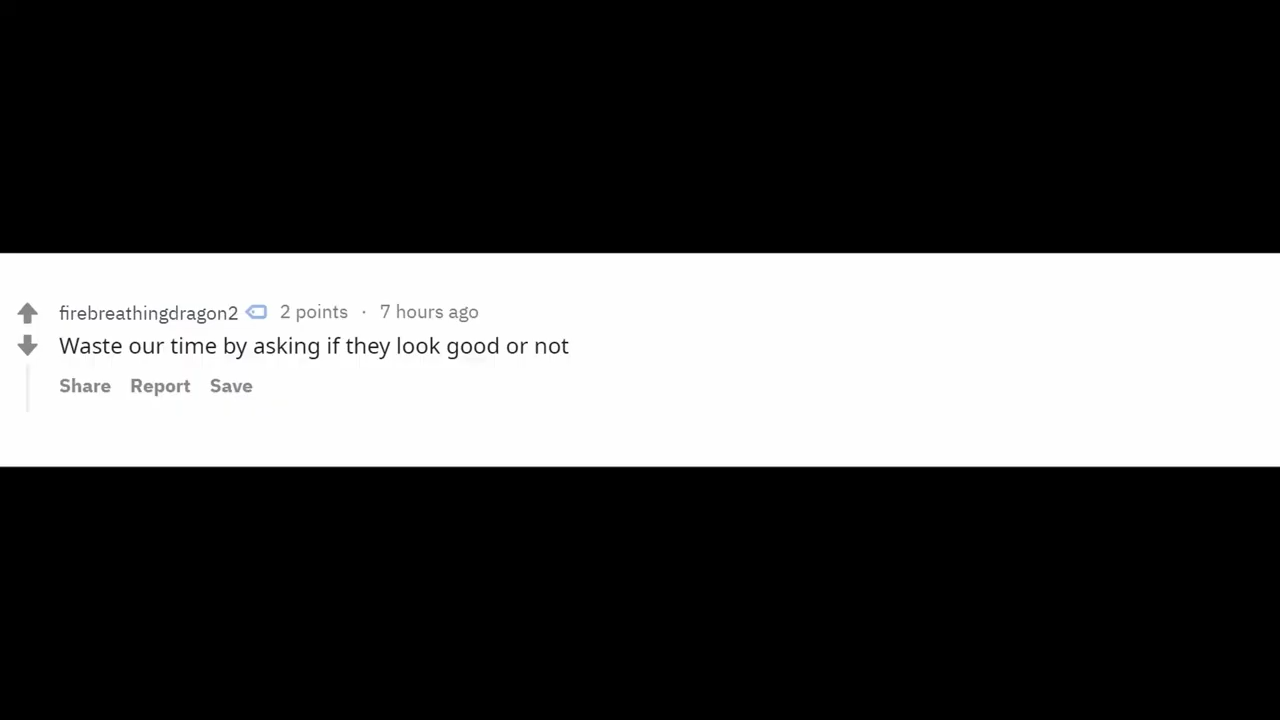 firebreathingdragon2 2 points · 7 hours ago
Waste our time by asking if they look good or not
Share Report Save